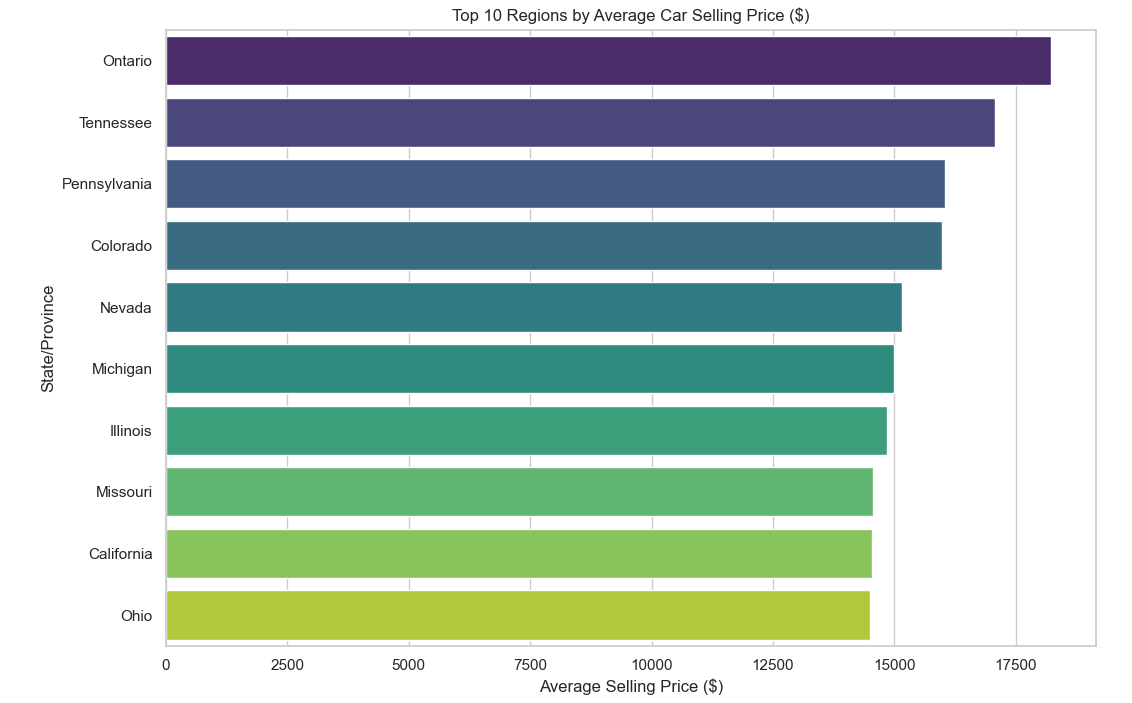 Top 10 Regions by Average Car Selling Price ($)
State/Province
Ontario
Tennessee
Pennsylvania
Colorado
Nevada
Michigan
Illinois
Missouri
California
Ohio
0 2500 5000 7500 10000 12500 15000 17500
Average Selling Price ($)